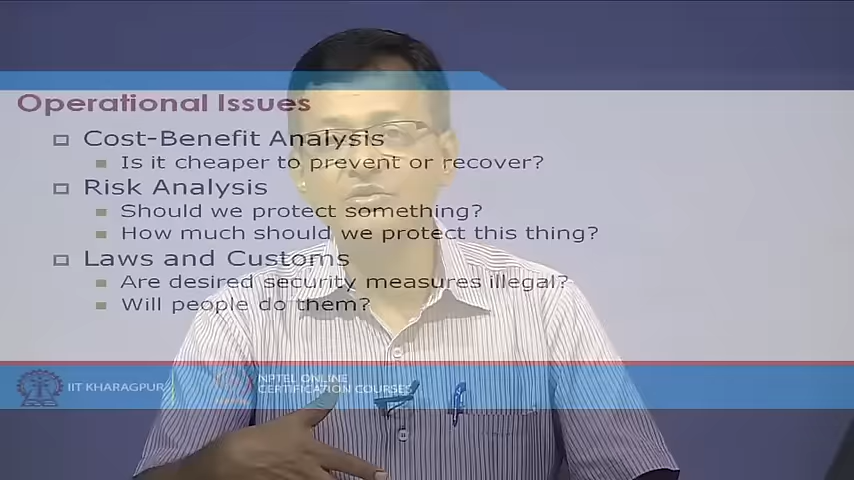 Operational Issues
Cost-Benefit Analysis
Is it cheaper to prevent or recover?
Risk Analysis
Should we protect something?
How much should we protect this thing?
Laws and Customs
Are desired security measures illegal?
Will people do them?
IIT KHARAGPUR
NPTEL ONLINE
CERTIFICATION COURSES